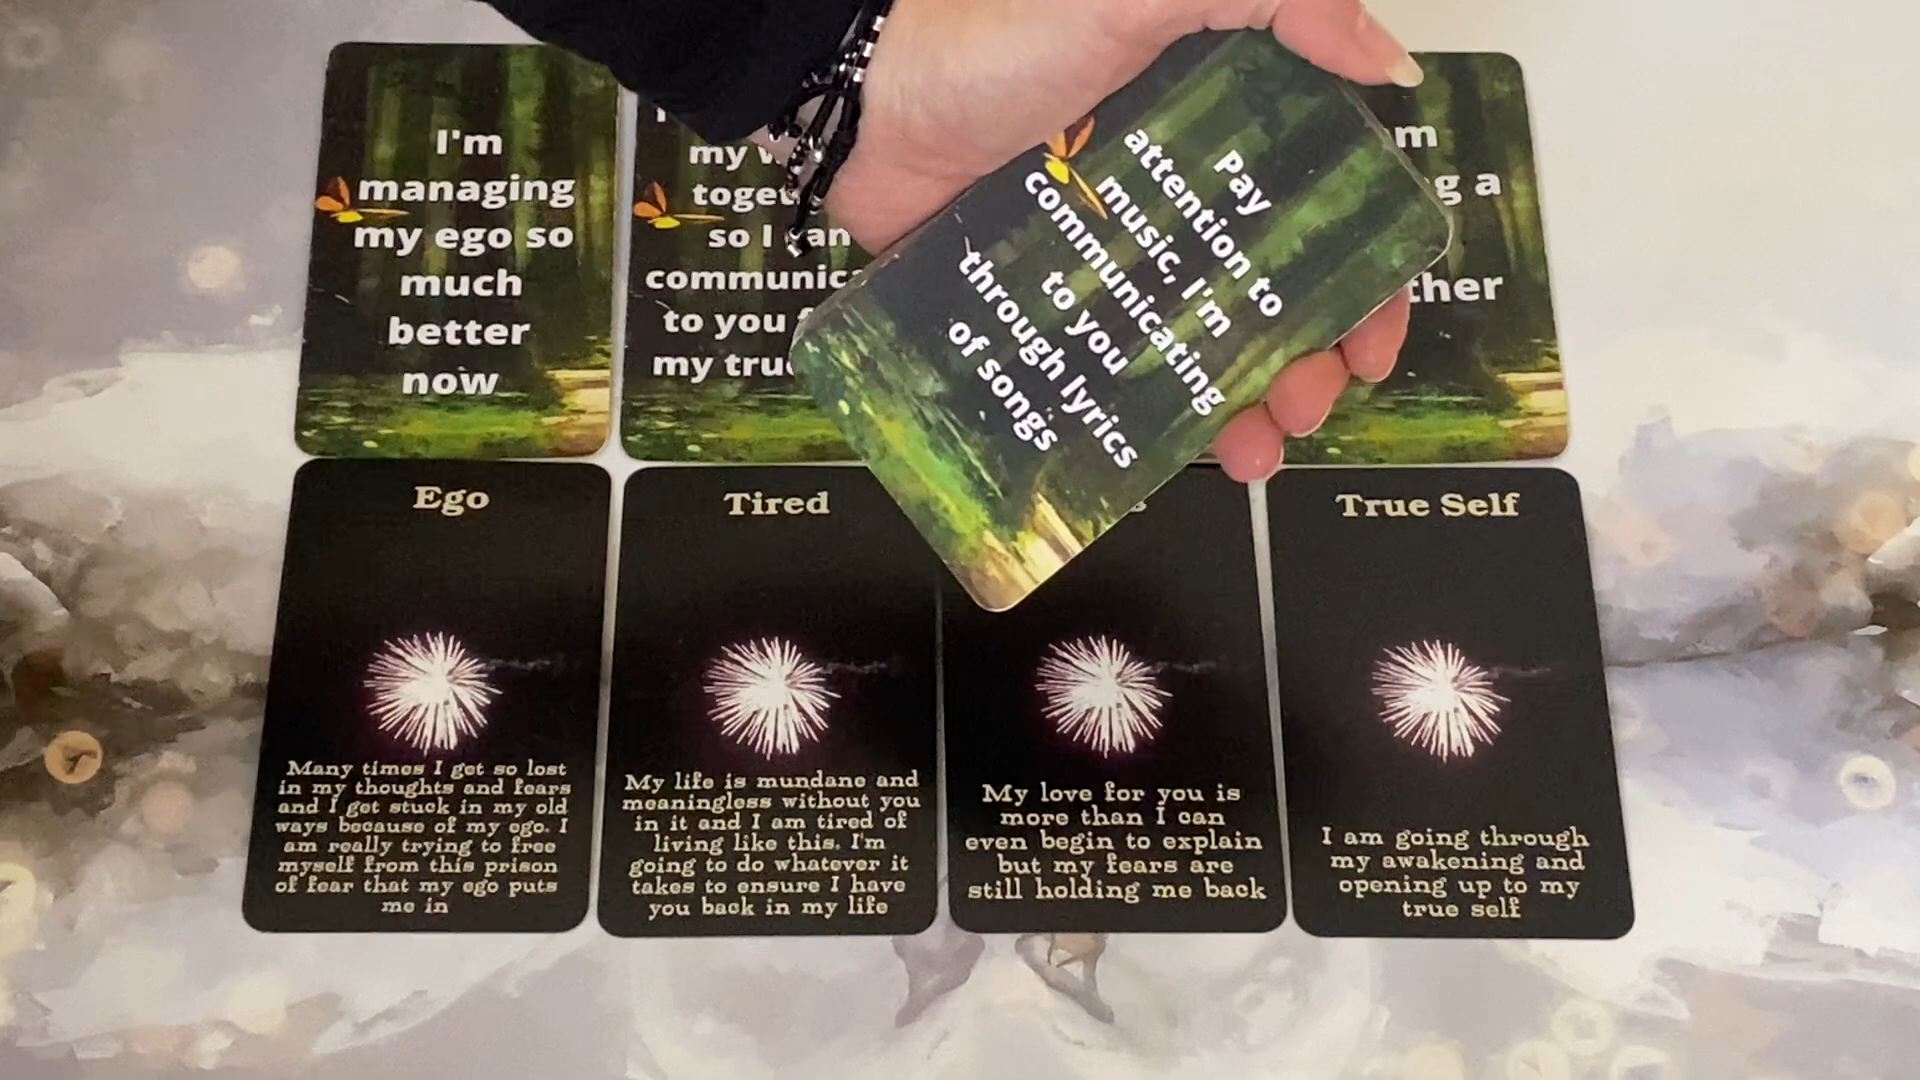 I'm
managing
my ego so
much
better
now
my
toget
so I can
communic
to you
my tru
Pay
attention to
music, I'm
communicating
to you
through lyrics
of songs
m
g a
ther
Ego
Many times I get so lost
in my thoughts and fears
and I get stuck in my old
ways because of my ego. I
am really trying to free
myself from this prison
of fear that my ego puts
me in
Tired
My life is mundane and
meaningless without you
in it and I am tired of
living like this. I'm
going to do whatever it
takes to ensure I have
you back in my life
My love for you is
more than I can
even begin to explain
but my fears are
still holding me back
True Self
I am going through
my awakening and
opening up to my
true self